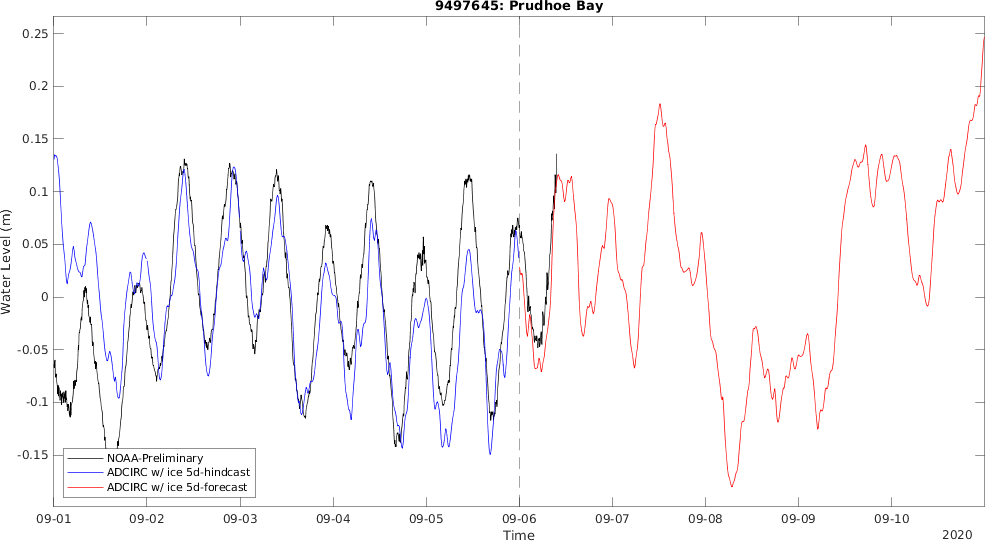 9497645: Prudhoe Bay
0.25
0.2
0.15
0.1
0.05
0
-0.05
-0.1
-0.15
Water Level (m)
NOAA-Preliminary
ADCIRC w/ ice 5d-hindcast
ADCIRC w/ ice 5d-forecast
09-01 09-02 09-03 09-04 09-05 09-06 09-07 09-08 09-09 09-10
Time
2020